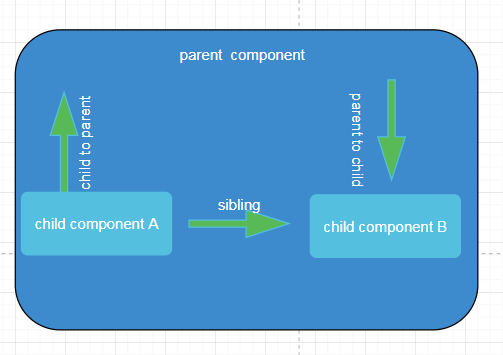 parent  component
child to parent
parent to child
sibling
child component A
child component B